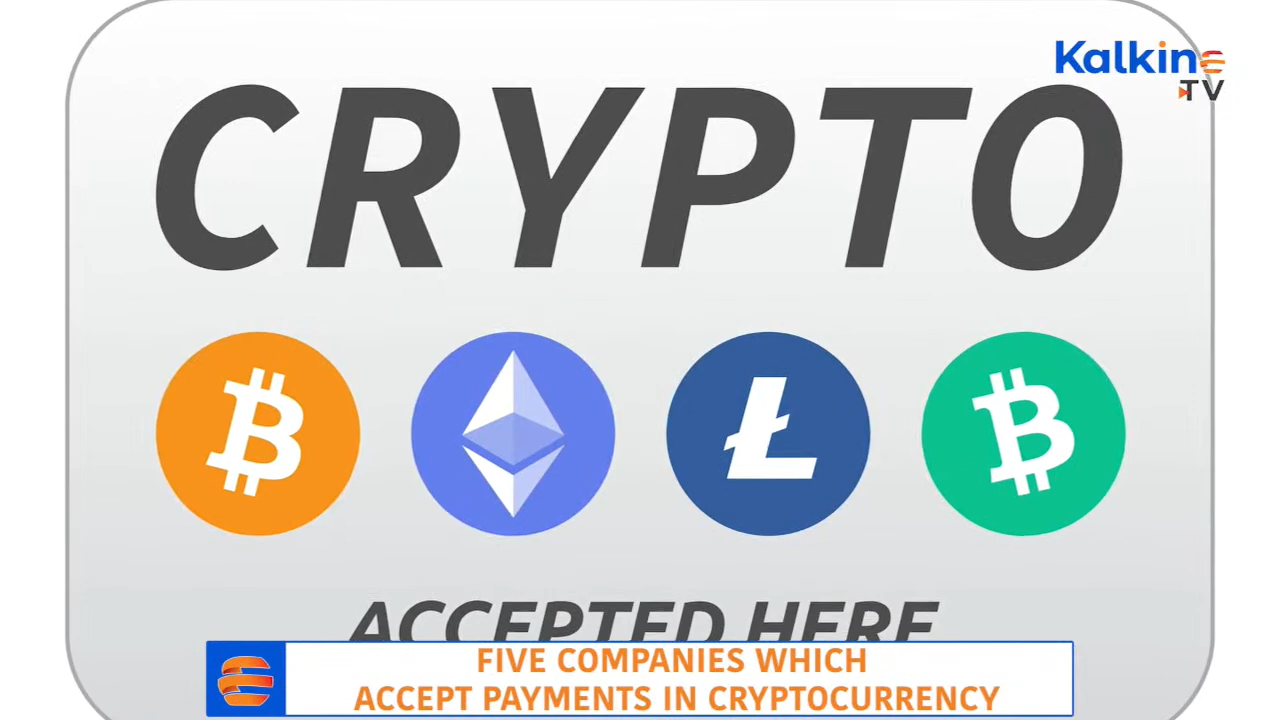 Kalkine
TV
CRYPTO
ACCEPTED HERE
FIVE COMPANIES WHICH
ACCEPT PAYMENTS IN CRYPTOCURRENCY